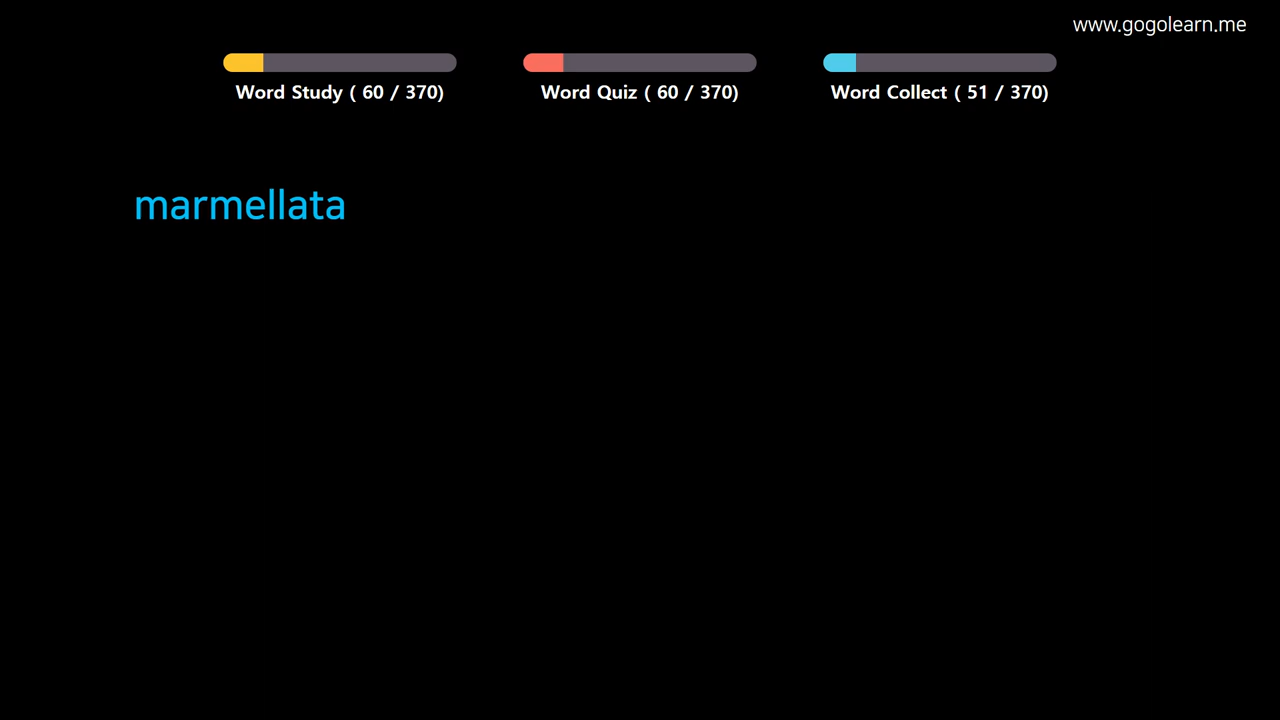 www.gogolearn.me
Word Study ( 60 / 370)
Word Quiz ( 60 / 370)
Word Collect ( 51 / 370)
marmellata